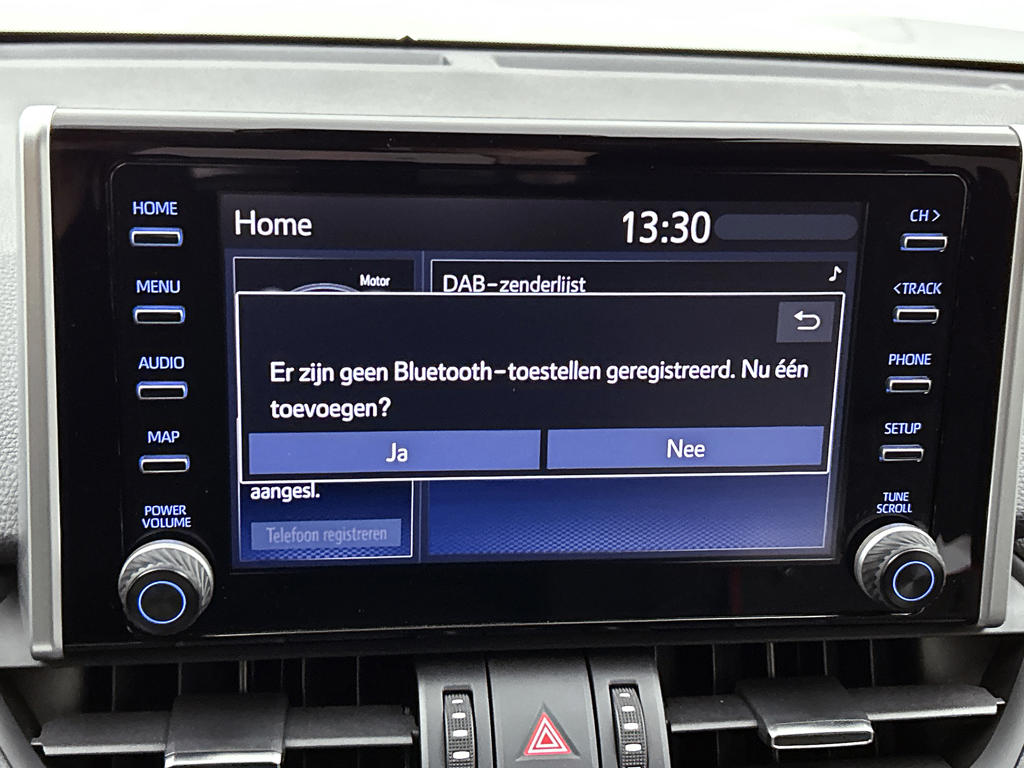 HOME
MENU
AUDIO
MAP
POWER
VOLUME
Home
13:30
Motor
DAB-zenderlijst
Er zijn geen Bluetooth-toestellen geregistreerd. Nu één
toevoegen?
Ja
Nee
aangesl.
Telefoon registreren
CH >
<TRACK
PHONE
SETUP
TUNE
SCROLL